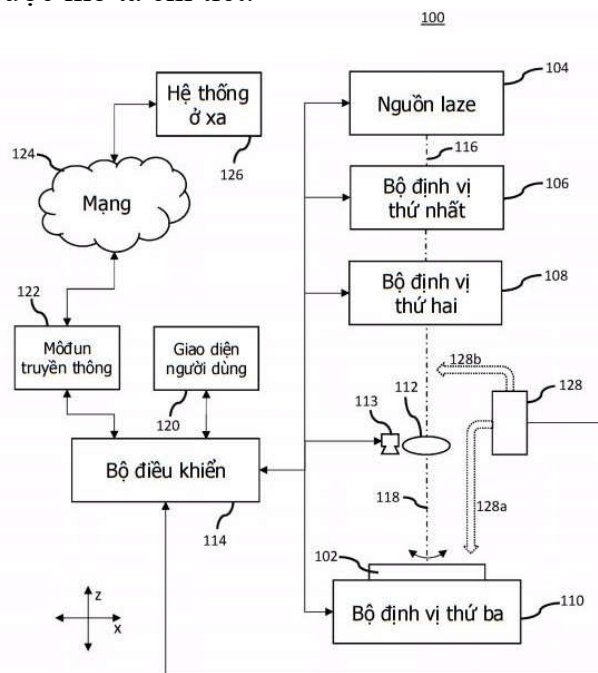 100
Nguồn laze
104
116
Bộ định vị
thứ nhất
106
Bộ định vị
thứ hai
108
Hệ thống
ở xa
126
124
Mạng
122
Môđun
truyền thông
Giao diện
người dùng
120
Bộ điều khiển
114
128b
128
113
112
128a
118
102
Bộ định vị thứ ba
110
z
x